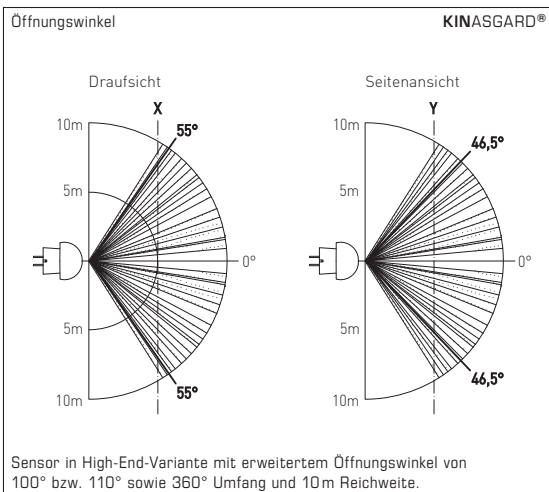 Öffnungswinkel KINASGARD®
Draufsicht
X
10m
55°
5m
0°
5m
55°
10m
Seitenansicht
Y
10m
46,5°
5m
0°
5m
46,5°
10m
Sensor in High-End-Variante mit erweitertem Öffnungswinkel von
100° bzw. 110° sowie 360° Umfang und 10m Reichweite.